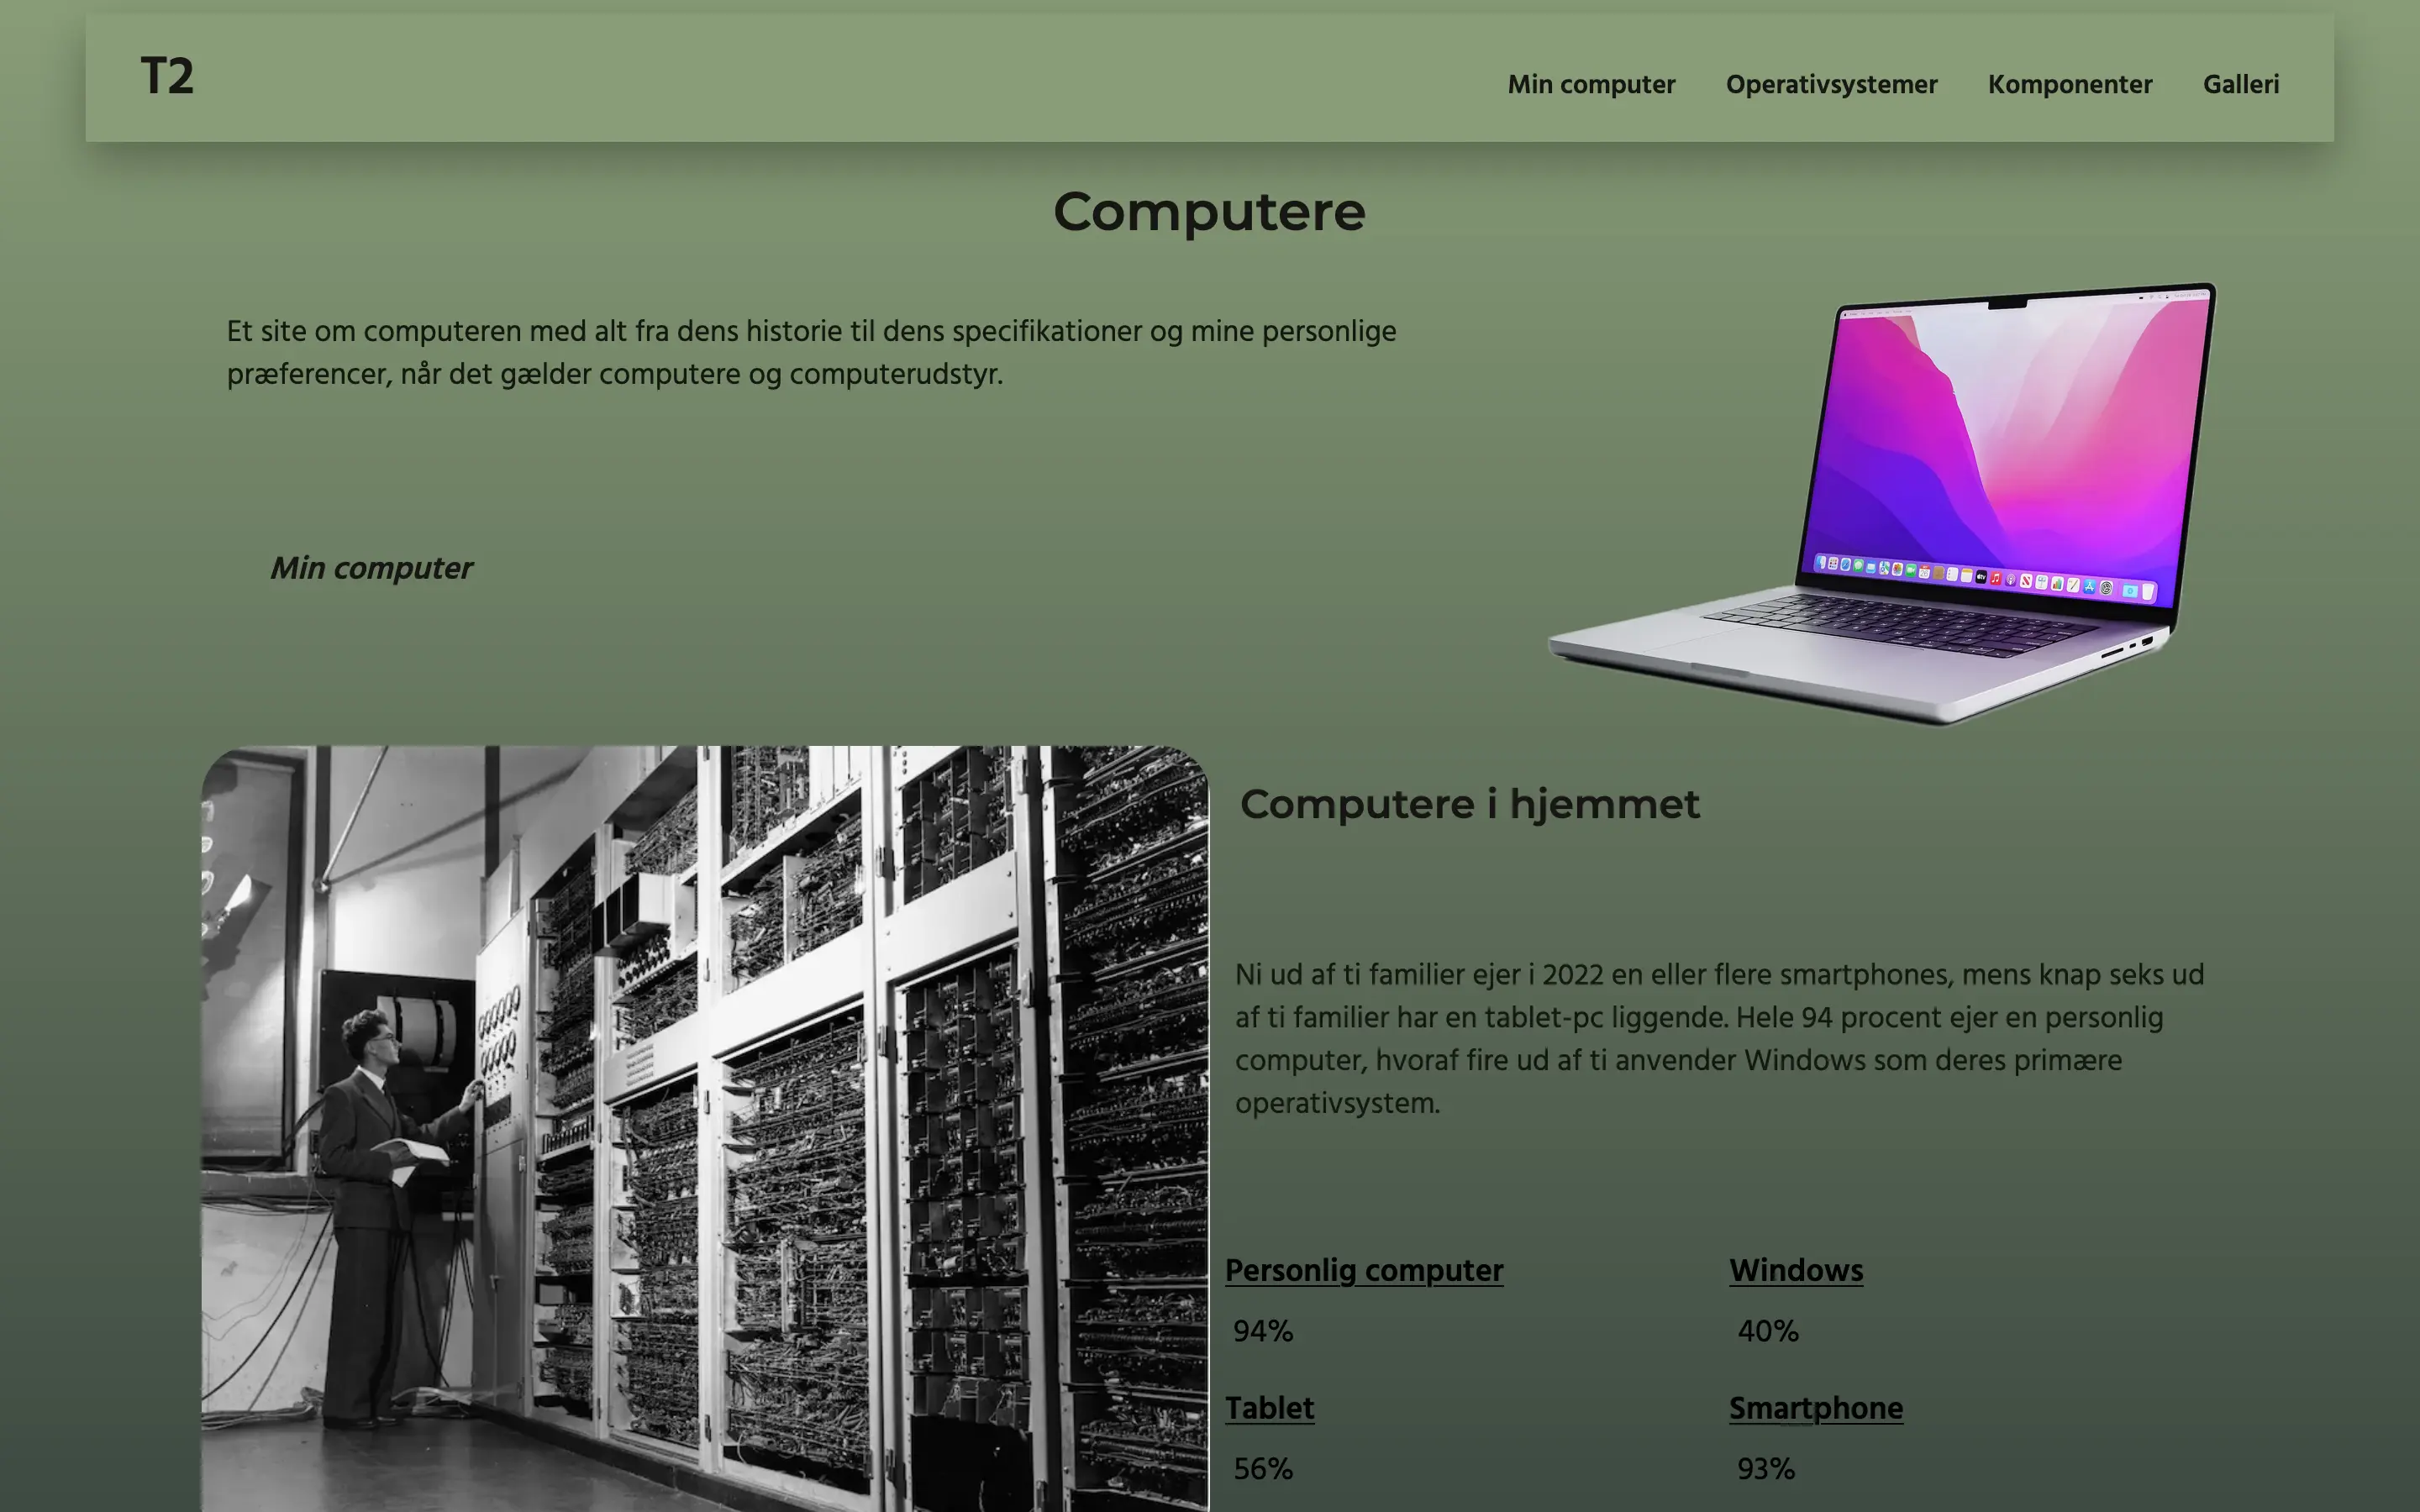 T2
Min computer
Operativsystemer
Komponenter
Galleri
Computere
Et site om computeren med alt fra dens historie til dens specifikationer og mine personlige
præferencer, når det gælder computere og computerudstyr.
Min computer
Computere i hjemmet
Ni ud af ti familier ejer i 2022 en eller flere smartphones, mens knap seks ud
af ti familier har en tablet-pc liggende. Hele 94 procent ejer en personlig
computer, hvoraf fire ud af ti anvender Windows som deres primære
operativsystem.
Personlig computer
94%
Windows
40%
Tablet
56%
Smartphone
93%